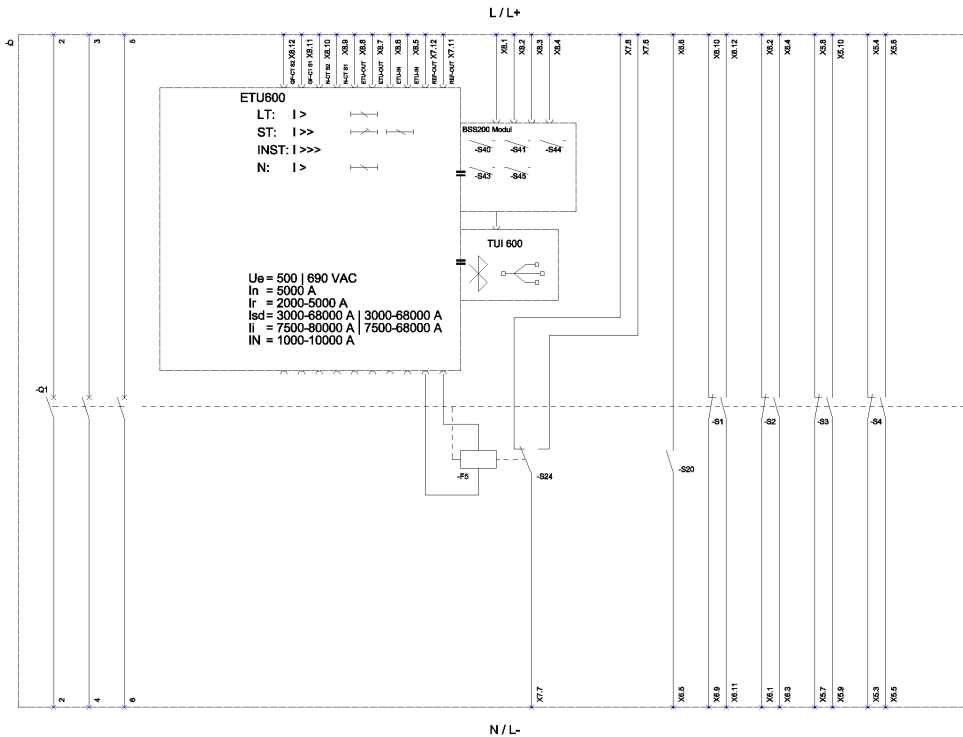 L / L+
-Q
2
3
5
GF-CT S2 X8.12
GF-CT S1 X8.11
N-CT S2 X8.10
N-CT S1 X8.9
ETU-OUT X8.8
ETU-OUT X8.7
ETU-IN X8.6
ETU-IN X8.5
REF-OUT X7.12
REF-OUT X7.11
X8.1
X8.2
X8.3
X8.4
X7.8
X7.8
X6.6
X6.10
X6.12
X6.2
X6.4
X5.8
X5.10
X5.4
X5.6
ETU600
LT: I >
ST: I >>
INST: I >>>
N: I >
BSS200 Modul
-S40
-S41
-S44
-S43
-S45
TUI 600
Ue = 500 | 690 VAC
In = 5000 A
Ir = 2000-5000 A
Isd = 3000-68000 A | 3000-68000 A
Ii = 7500-80000 A | 7500-68000 A
IN = 1000-10000 A
-Q1
-S1
-S2
-S3
-S4
-F5
-S24
-S20
2
4
6
X7.7
X6.5
X6.9
X6.11
X6.1
X6.3
X5.7
X5.9
X5.3
X5.5
N / L-